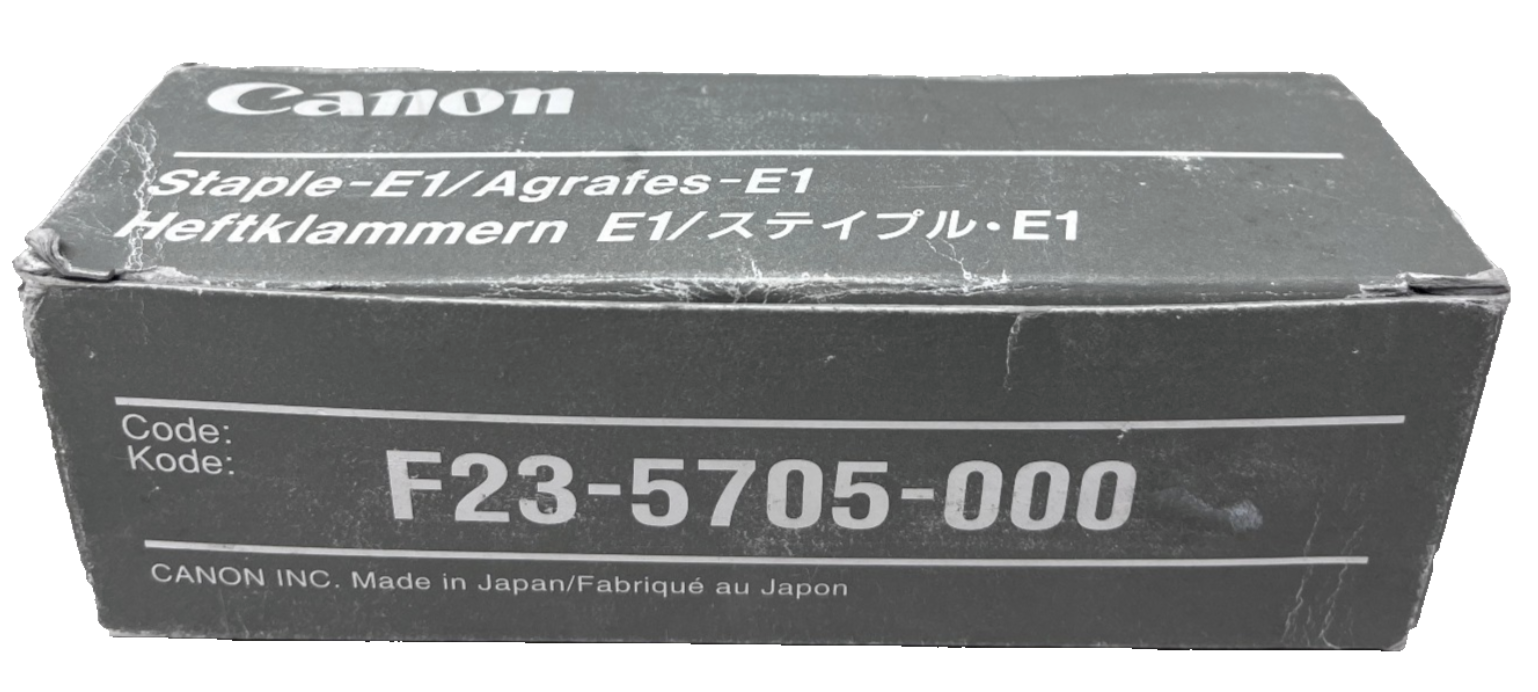 Canon
Staple-E1/Agrafes-E1
Heftklammern E1/ステイプル・E1
Code:
Kode:
F23-5705-000
CANON INC. Made in Japan/Fabriqué au Japon